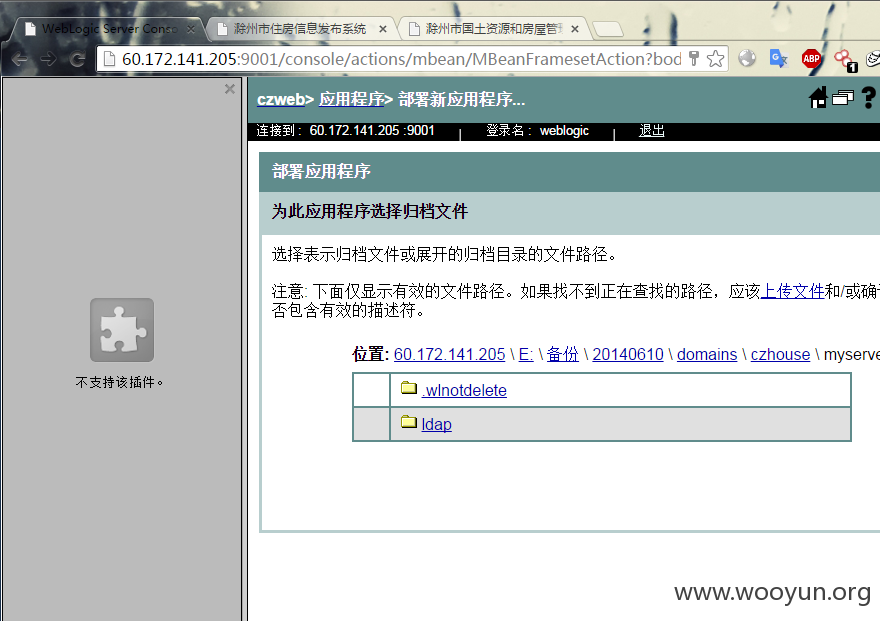 WebLogic Server Conso
滁州市住房信息发布系统
滁州市国土资源和房屋管
60.172.141.205:9001/console/actions/mbean/MBeanFramesetAction?bod
ABP
1
czweb> 应用程序> 部署新应用程序...
连接到 : 60.172.141.205 :9001 | 登录名 : weblogic | 退出
部署应用程序
为此应用程序选择归档文件
选择表示归档文件或展开的归档目录的文件路径。
注意: 下面仅显示有效的文件路径。如果找不到正在查找的路径，应该上传文件和/或确
否包含有效的描述符。
位置: 60.172.141.205 \ E: \ 备份 \ 20140610 \ domains \ czhouse \ myserve
.wlnotdelete
ldap
不支持该插件。
www.wooyun.org